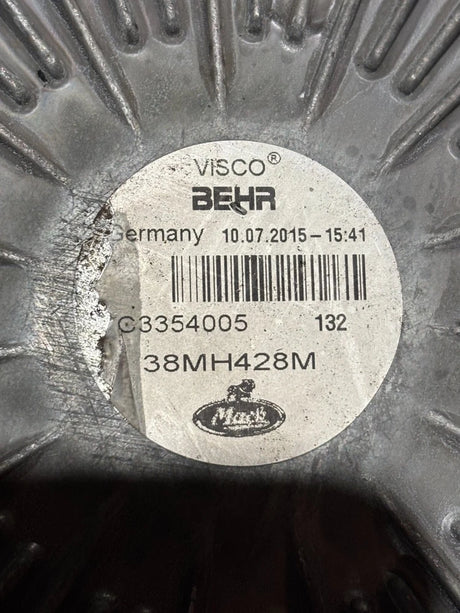 VISCO®
BEHR
Germany 10.07.2015-15:41
C3354005 132
38MH428M
Mack